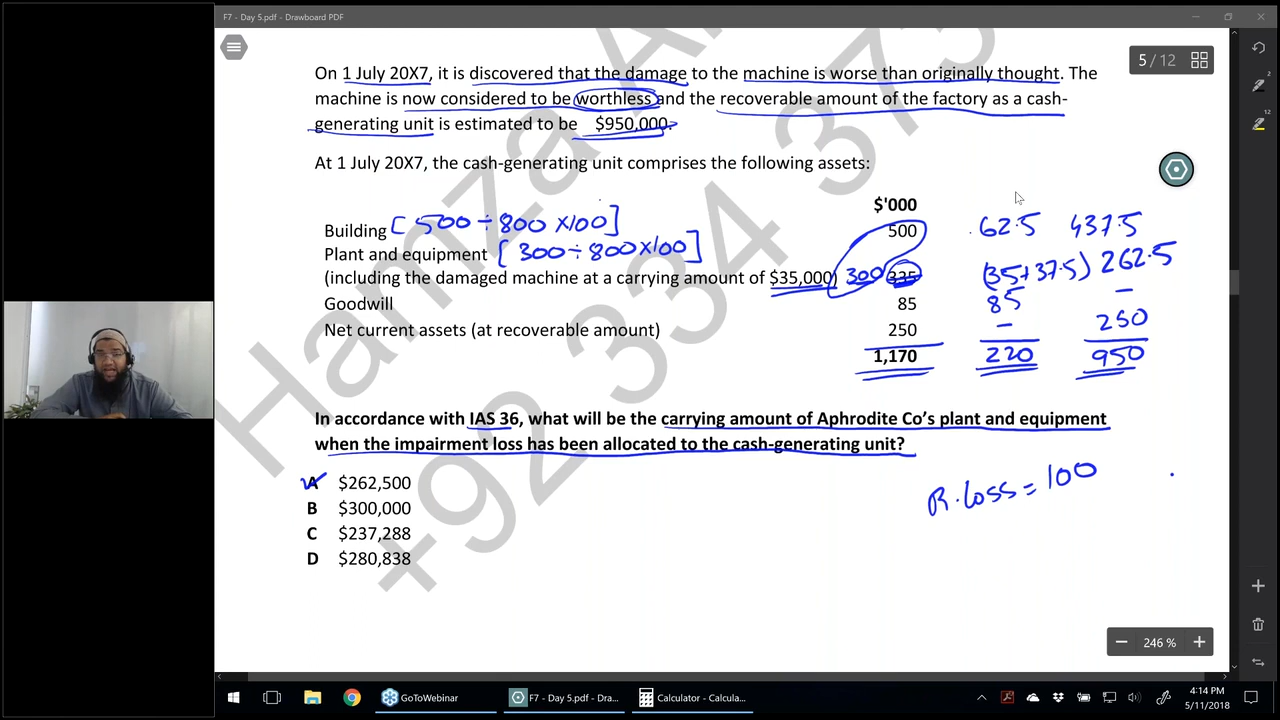 F7 - Day 5.pdf - Drawboard PDF
5 / 12
On 1 July 20X7, it is discovered that the damage to the machine is worse than originally thought. The
machine is now considered to be worthless and the recoverable amount of the factory as a cash-
generating unit is estimated to be $950,000.
At 1 July 20X7, the cash-generating unit comprises the following assets:
$'000
Building [500 ÷ 800 x100] 500 62.5 437.5
Plant and equipment [300 ÷ 800 x100]
(including the damaged machine at a carrying amount of $35,000) 300 335 (35+37.5) 262.5
Goodwill 85 85 –
Net current assets (at recoverable amount) 250 – 250
1,170 220 950
In accordance with IAS 36, what will be the carrying amount of Aphrodite Co's plant and equipment
when the impairment loss has been allocated to the cash-generating unit?
A $262,500
B $300,000
C $237,288
D $280,838
R.loss = 100
Hamza A
+92 334 373
246 %
GoToWebinar
F7 - Day 5.pdf - Dra...
Calculator - Calcula...
4:14 PM
5/11/2018